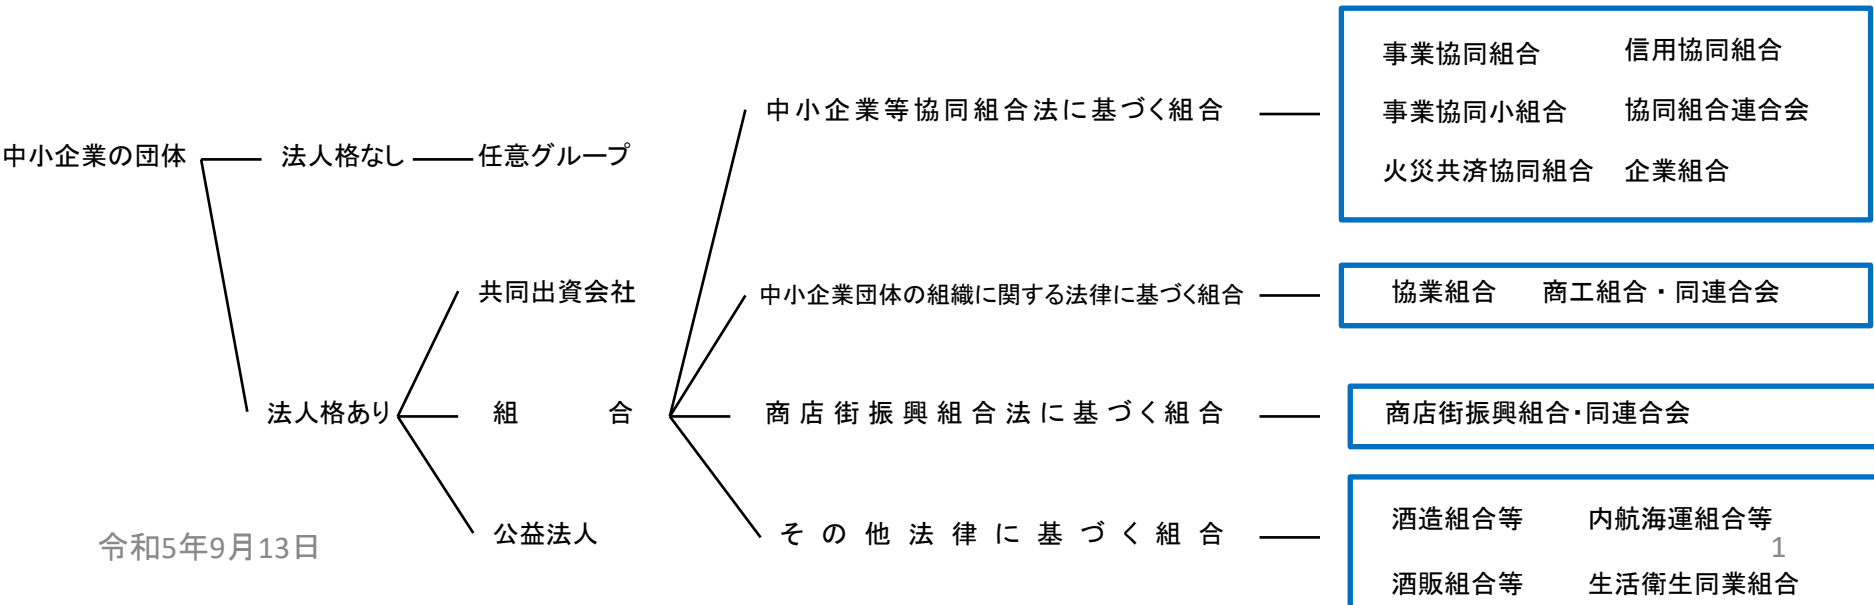 事業協同組合 信用協同組合
中小企業等協同組合法に基づく組合 事業協同小組合 協同組合連合会
中小企業の団体 法人格なし 任意グループ
火災共済協同組合 企業組合
共同出資会社 中小企業団体の組織に関する法律に基づく組合 協業組合 商工組合・同連合会
法人格あり 組合 商店街振興組合法に基づく組合 商店街振興組合・同連合会
公益法人 その他法律に基づく組合 酒造組合等 内航海運組合等
令和5年9月13日 1
酒販組合等 生活衛生同業組合